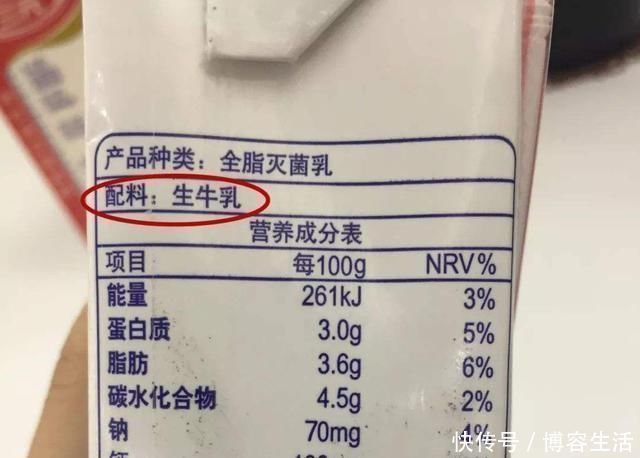 产品种类：全脂灭菌乳
配料：生牛乳
营养成分表
项目 每100g NRV%
能量 261kJ 3%
蛋白质 3.0g 5%
脂肪 3.6g 6%
碳水化合物 4.5g 2%
钠 70mg 4%
快传号 / 博客生活